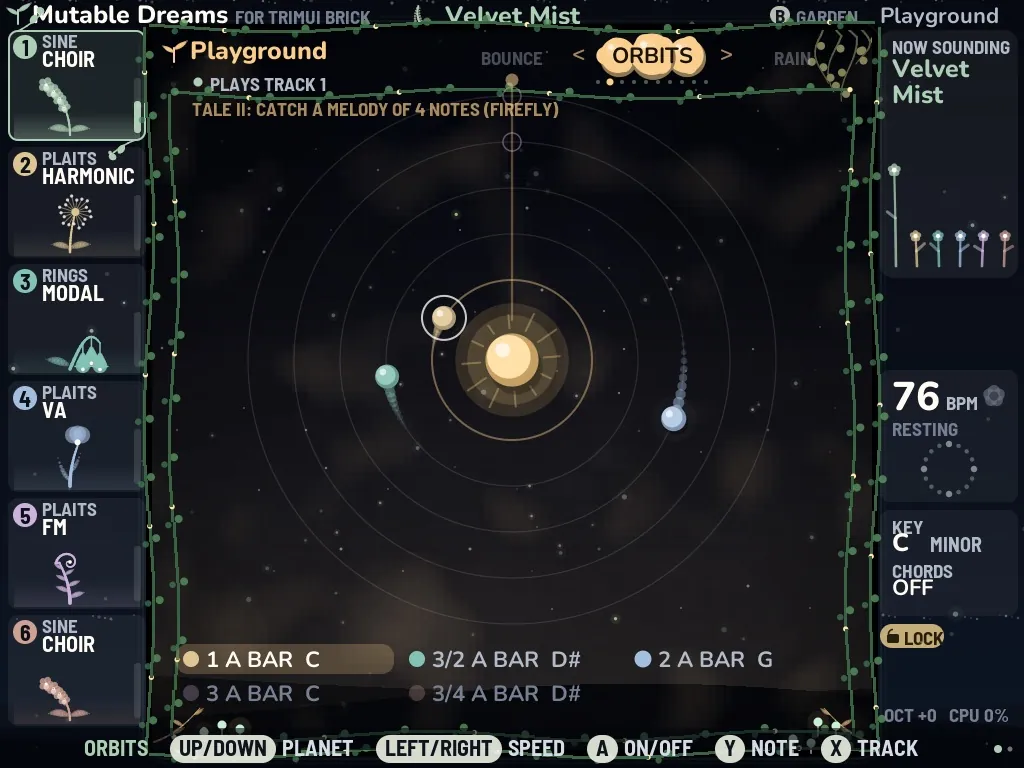 Mutable Dreams FOR TRIMUI BRICK
Velvet Mist
B GARDEN
Playground
1 SINE
CHOIR
2 PLAITS
HARMONIC
3 RINGS
MODAL
4 PLAITS
VA
5 PLAITS
FM
6 SINE
CHOIR
Playground
BOUNCE < ORBITS > RAIN
PLAYS TRACK 1
TALE II: CATCH A MELODY OF 4 NOTES (FIREFLY)
1 A BAR C
3/2 A BAR D#
2 A BAR G
3 A BAR C
3/4 A BAR D#
NOW SOUNDING
Velvet
Mist
76 BPM
RESTING
KEY
C MINOR
CHORDS
OFF
LOCK
OCT +0 CPU 0%
ORBITS UP/DOWN PLANET LEFT/RIGHT SPEED A ON/OFF Y NOTE X TRACK